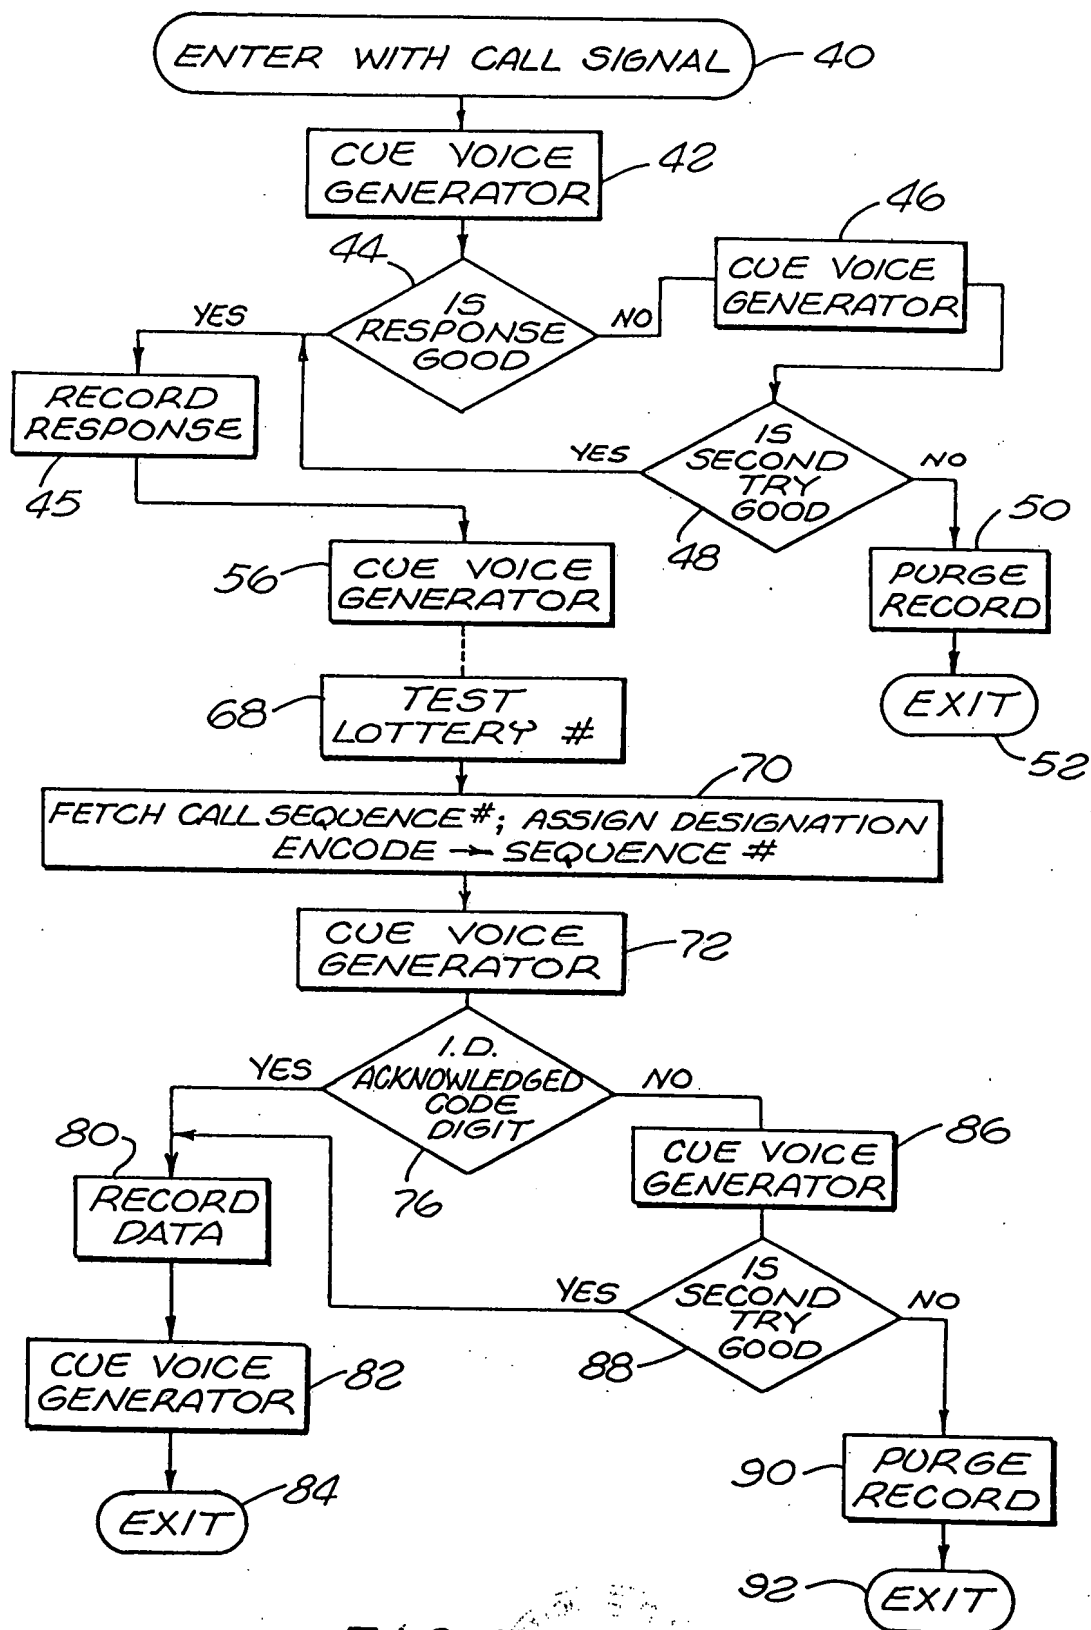 ENTER WITH CALL SIGNAL
40
CUE VOICE
GENERATOR
42
44
IS
RESPONSE
GOOD
YES
NO
46
CUE VOICE
GENERATOR
RECORD
RESPONSE
45
IS
SECOND
TRY
GOOD
YES
NO
48
50
PURGE
RECORD
EXIT
52
56
CUE VOICE
GENERATOR
68
TEST
LOTTERY #
70
FETCH CALL SEQUENCE #; ASSIGN DESIGNATION
ENCODE → SEQUENCE #
CUE VOICE
GENERATOR
72
I.D.
ACKNOWLEDGED
CODE
DIGIT
YES
NO
76
80
RECORD
DATA
86
CUE VOICE
GENERATOR
IS
SECOND
TRY
GOOD
YES
NO
88
CUE VOICE
GENERATOR
82
EXIT
84
90
PURGE
RECORD
92
EXIT